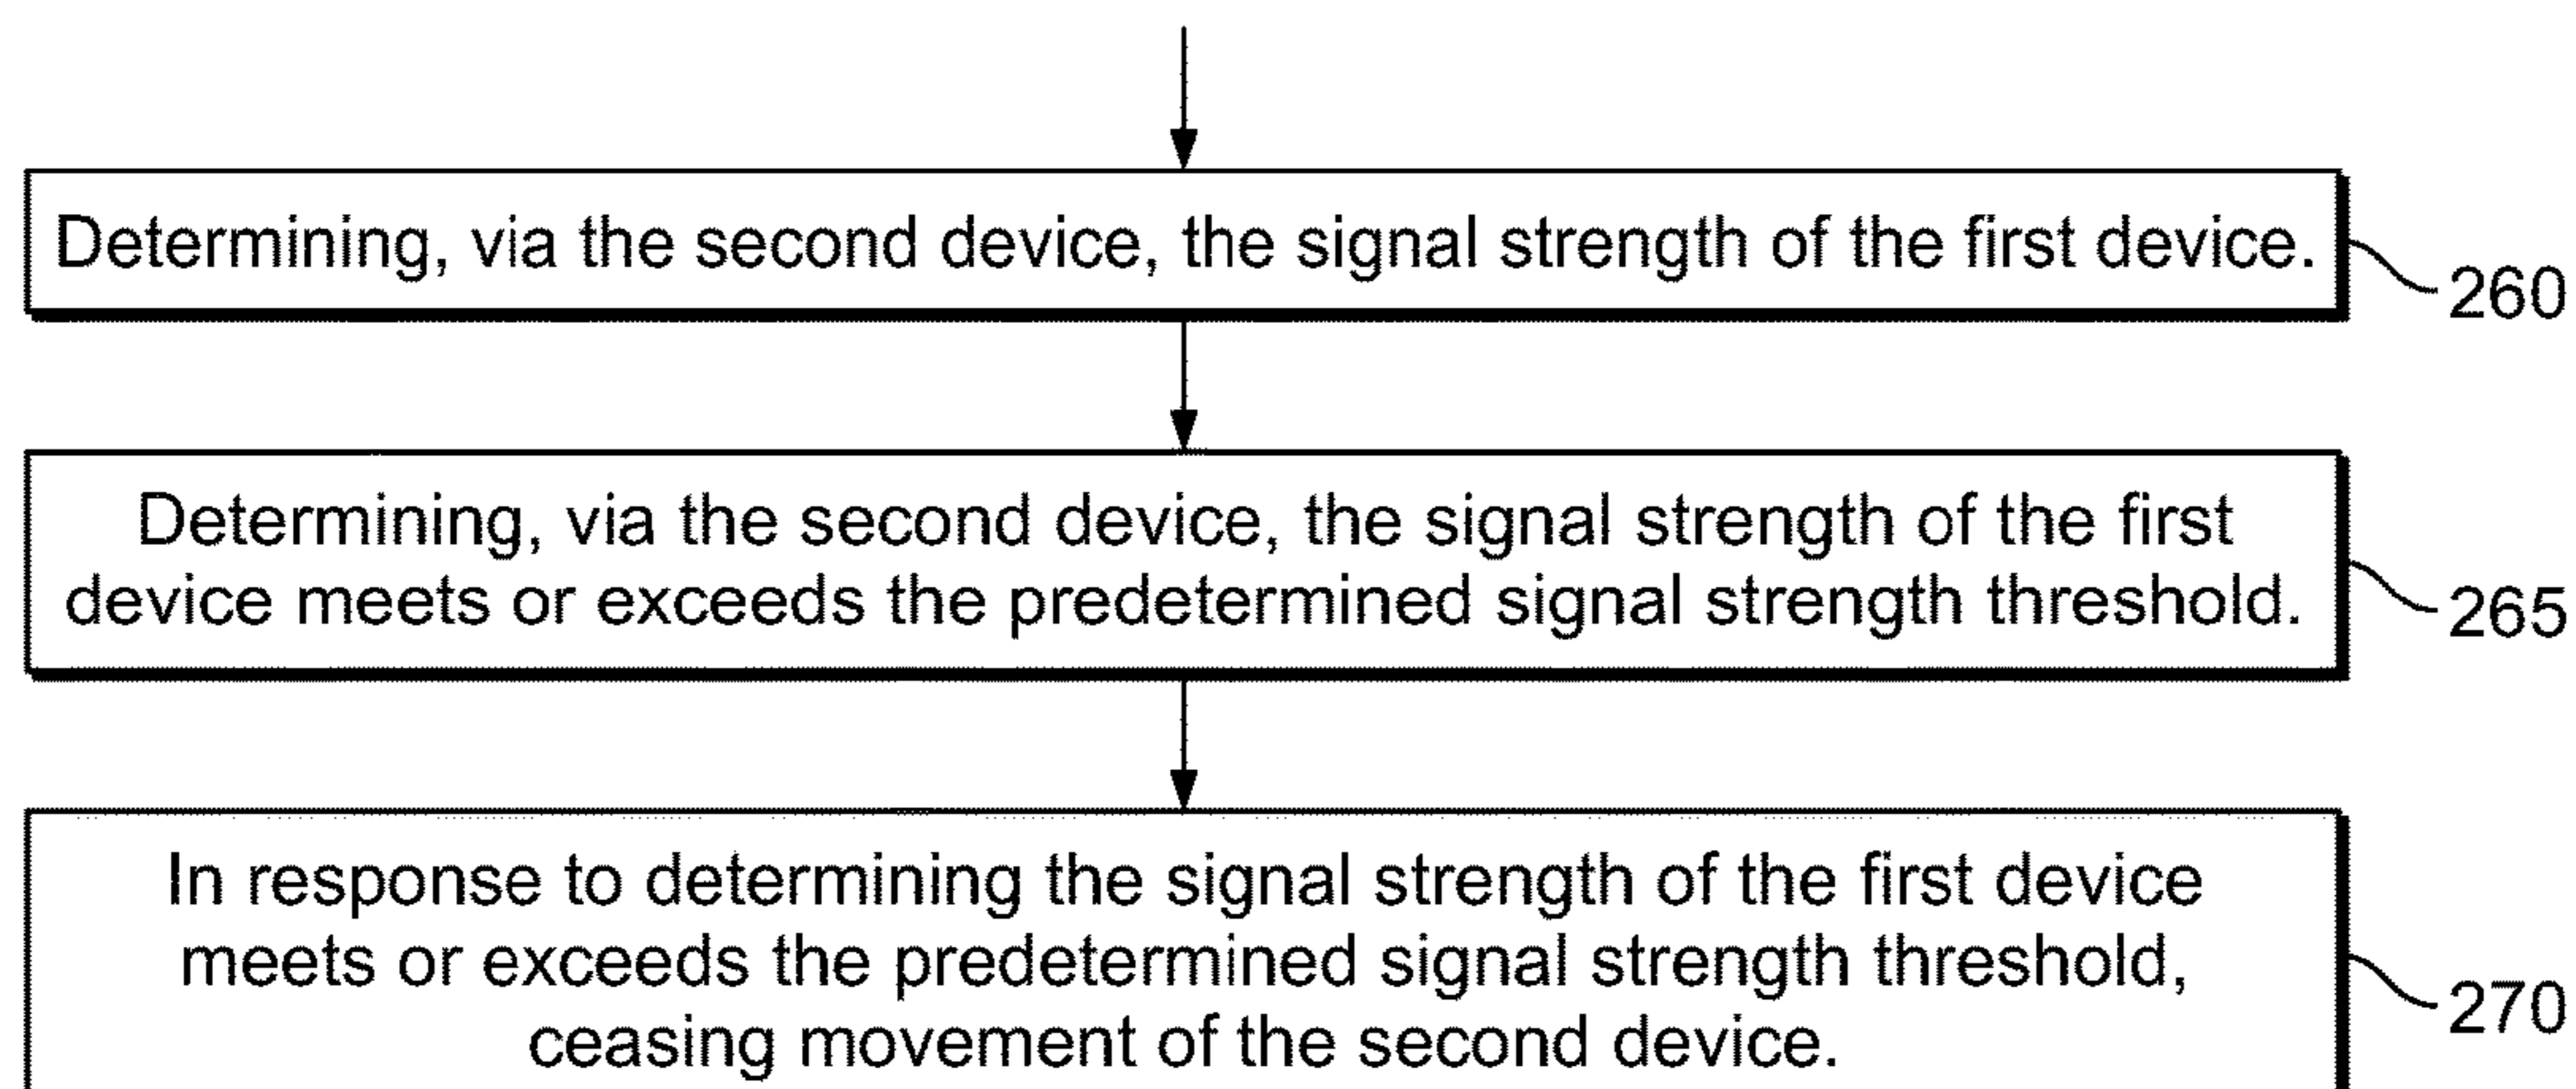 Determining, via the second device, the signal strength of the first device.
260
Determining, via the second device, the signal strength of the first
device meets or exceeds the predetermined signal strength threshold.
265
In response to determining the signal strength of the first device
meets or exceeds the predetermined signal strength threshold,
ceasing movement of the second device.
270